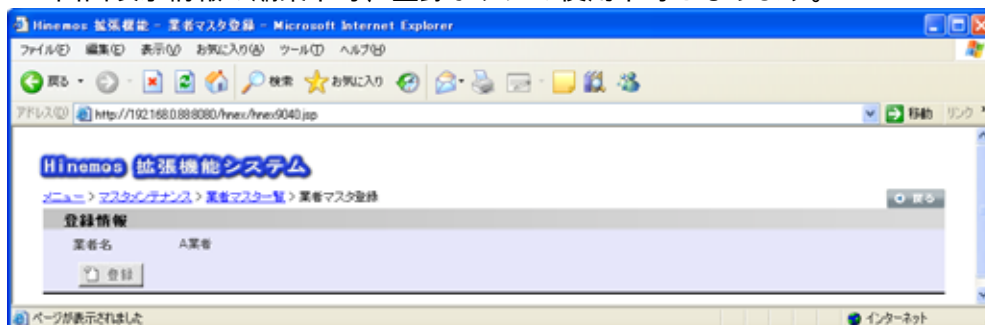 Hinemos 拡張機能 - 業者マスタ登録 - Microsoft Internet Explorer
ファイル(F) 編集(E) 表示(V) お気に入り(A) ツール(T) ヘルプ(H)
戻る 検索 お気に入り
アドレス(D) http://192.168.0.88:8080/hnex/hnex9040.jsp 移動 リンク
Hinemos 拡張機能システム
メニュー > マスタメンテナンス > 業者マスタ一覧 > 業者マスタ登録 戻る
登録情報
業者名 A業者
登録
ページが表示されました インターネット